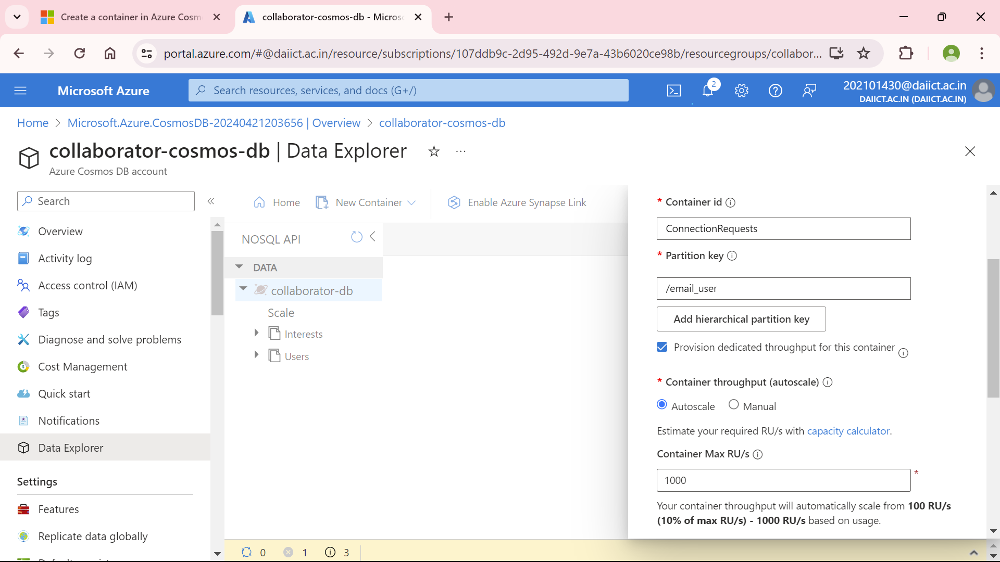 Create a container in Azure Cosm
collaborator-cosmos-db - Micros
portal.azure.com/#@daiict.ac.in/resource/subscriptions/107ddb9c-2d95-492d-9e7a-43b6020ce98b/resourcegroups/collabor...
Microsoft Azure
Search resources, services, and docs (G+/)
2
202101430@daiict.ac.in
DAIICT.AC.IN (DAIICT.AC.IN)
Home > Microsoft.Azure.CosmosDB-20240421203656 | Overview > collaborator-cosmos-db
collaborator-cosmos-db | Data Explorer
Azure Cosmos DB account
Search
Overview
Activity log
Access control (IAM)
Tags
Diagnose and solve problems
Cost Management
Quick start
Notifications
Data Explorer
Settings
Features
Replicate data globally
Home
New Container
Enable Azure Synapse Link
NOSQL API
DATA
collaborator-db
Scale
Interests
Users
* Container id
ConnectionRequests
* Partition key
/email_user
Add hierarchical partition key
Provision dedicated throughput for this container
* Container throughput (autoscale)
Autoscale
Manual
Estimate your required RU/s with capacity calculator.
Container Max RU/s
1000
*
Your container throughput will automatically scale from 100 RU/s
(10% of max RU/s) - 1000 RU/s based on usage.
0
1
3